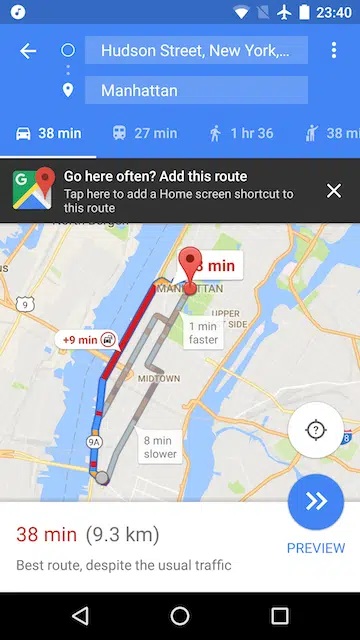 23:40
Hudson Street, New York,...
Manhattan
38 min
27 min
1 hr 36
38 mi
Go here often? Add this route
Tap here to add a Home screen shortcut to
this route
9
8 min
MANHATTAN
UPPER
T SIDE
1 min
faster
+9 min
MIDTOWN
9A
8 min
slower
?
38 min (9.3 km)
Best route, despite the usual traffic
PREVIEW